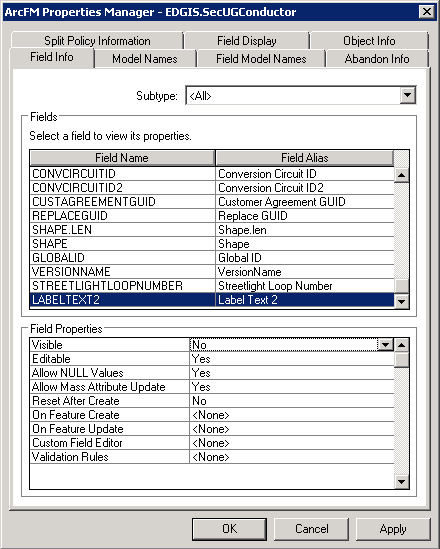 ArcFM Properties Manager - EDGIS.SecUGConductor
Split Policy Information Field Display Object Info
Field Info Model Names Field Model Names Abandon Info
Subtype: <All>
Fields
Select a field to view its properties.
Field Name Field Alias
CONVCIRCUITID Conversion Circuit ID
CONVCIRCUITID2 Conversion Circuit ID2
CUSTAGREEMENTGUID Customer Agreement GUID
REPLACEGUID Replace GUID
SHAPE.LEN Shape.len
SHAPE Shape
GLOBALID Global ID
VERSIONNAME VersionName
STREETLIGHTLOOPNUMBER Streetlight Loop Number
LABELTEXT2 Label Text 2
Field Properties
Visible No
Editable Yes
Allow NULL Values Yes
Allow Mass Attribute Update Yes
Reset After Create No
On Feature Create <None>
On Feature Update <None>
Custom Field Editor <None>
Validation Rules <None>
OK Cancel Apply